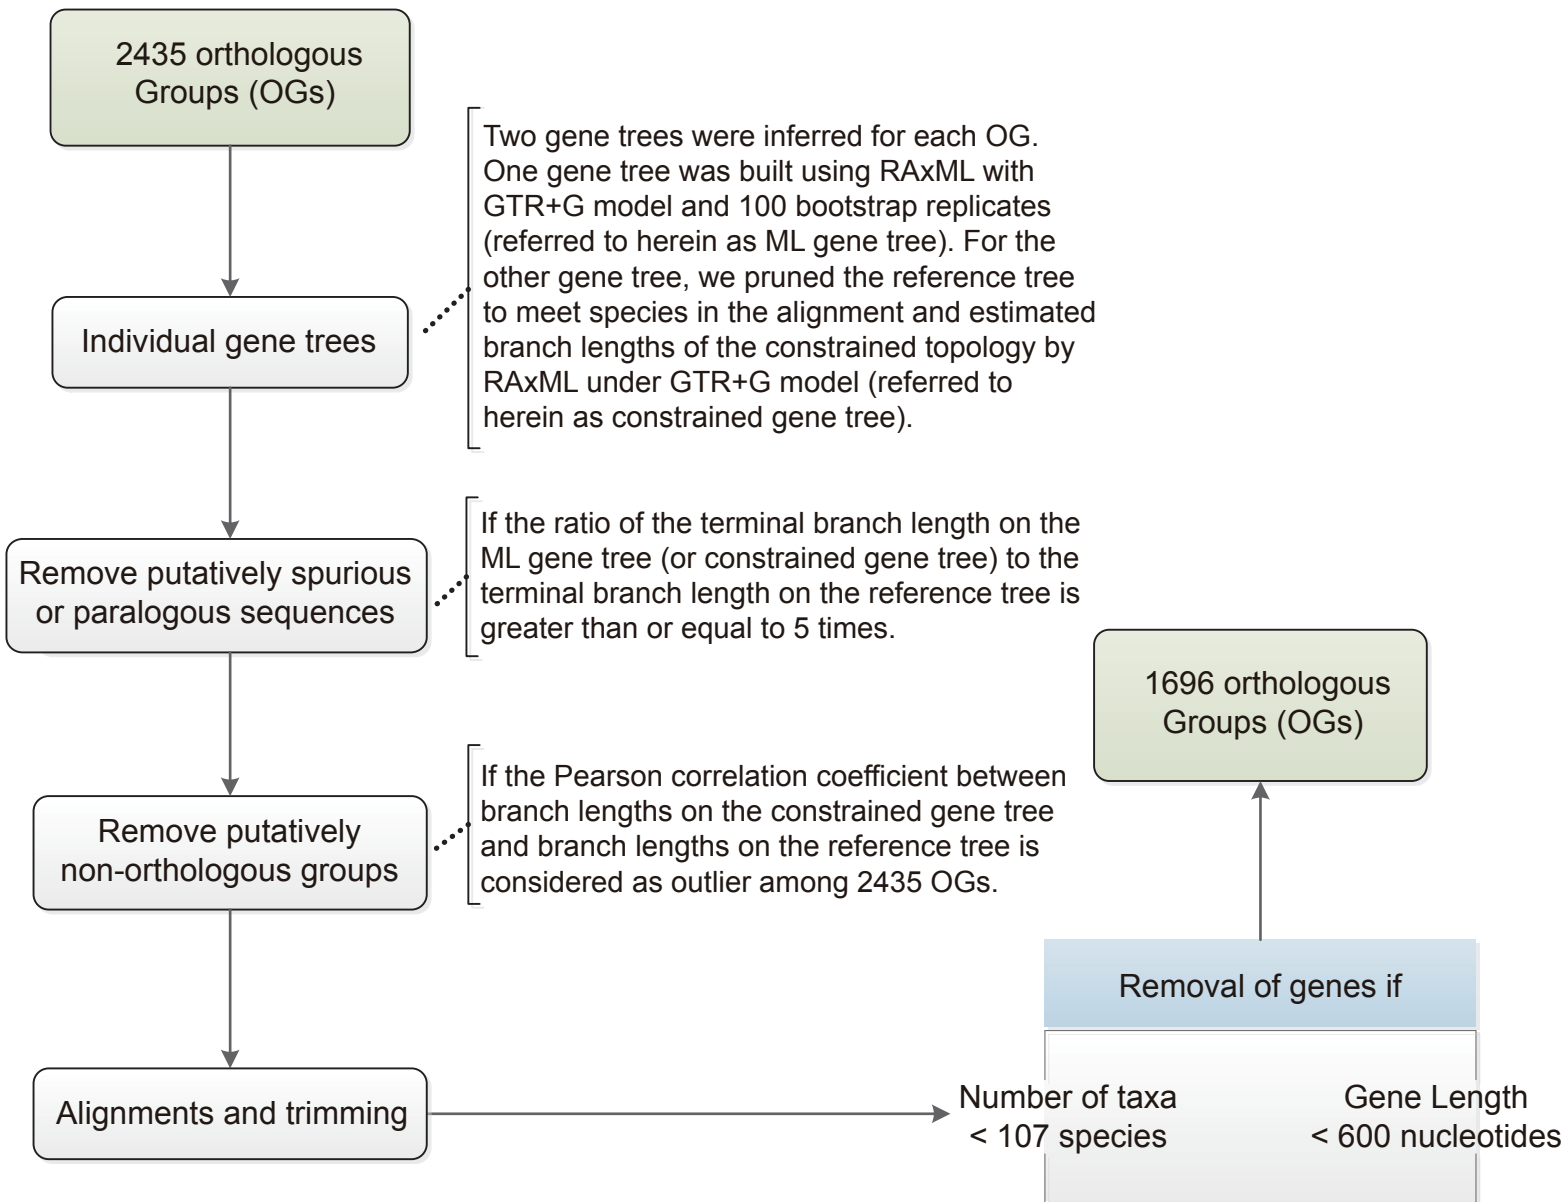 2435 orthologous
Groups (OGs)
Two gene trees were inferred for each OG.
One gene tree was built using RAxML with
GTR+G model and 100 bootstrap replicates
(referred to herein as ML gene tree). For the
other gene tree, we pruned the reference tree
to meet species in the alignment and estimated
branch lengths of the constrained topology by
RAxML under GTR+G model (referred to
herein as constrained gene tree).
Individual gene trees
If the ratio of the terminal branch length on the
ML gene tree (or constrained gene tree) to the
terminal branch length on the reference tree is
greater than or equal to 5 times.
Remove putatively spurious
or paralogous sequences
If the Pearson correlation coefficient between
branch lengths on the constrained gene tree
and branch lengths on the reference tree is
considered as outlier among 2435 OGs.
Remove putatively
non-orthologous groups
Alignments and trimming
Removal of genes if
Number of taxa
< 107 species
Gene Length
< 600 nucleotides
1696 orthologous
Groups (OGs)